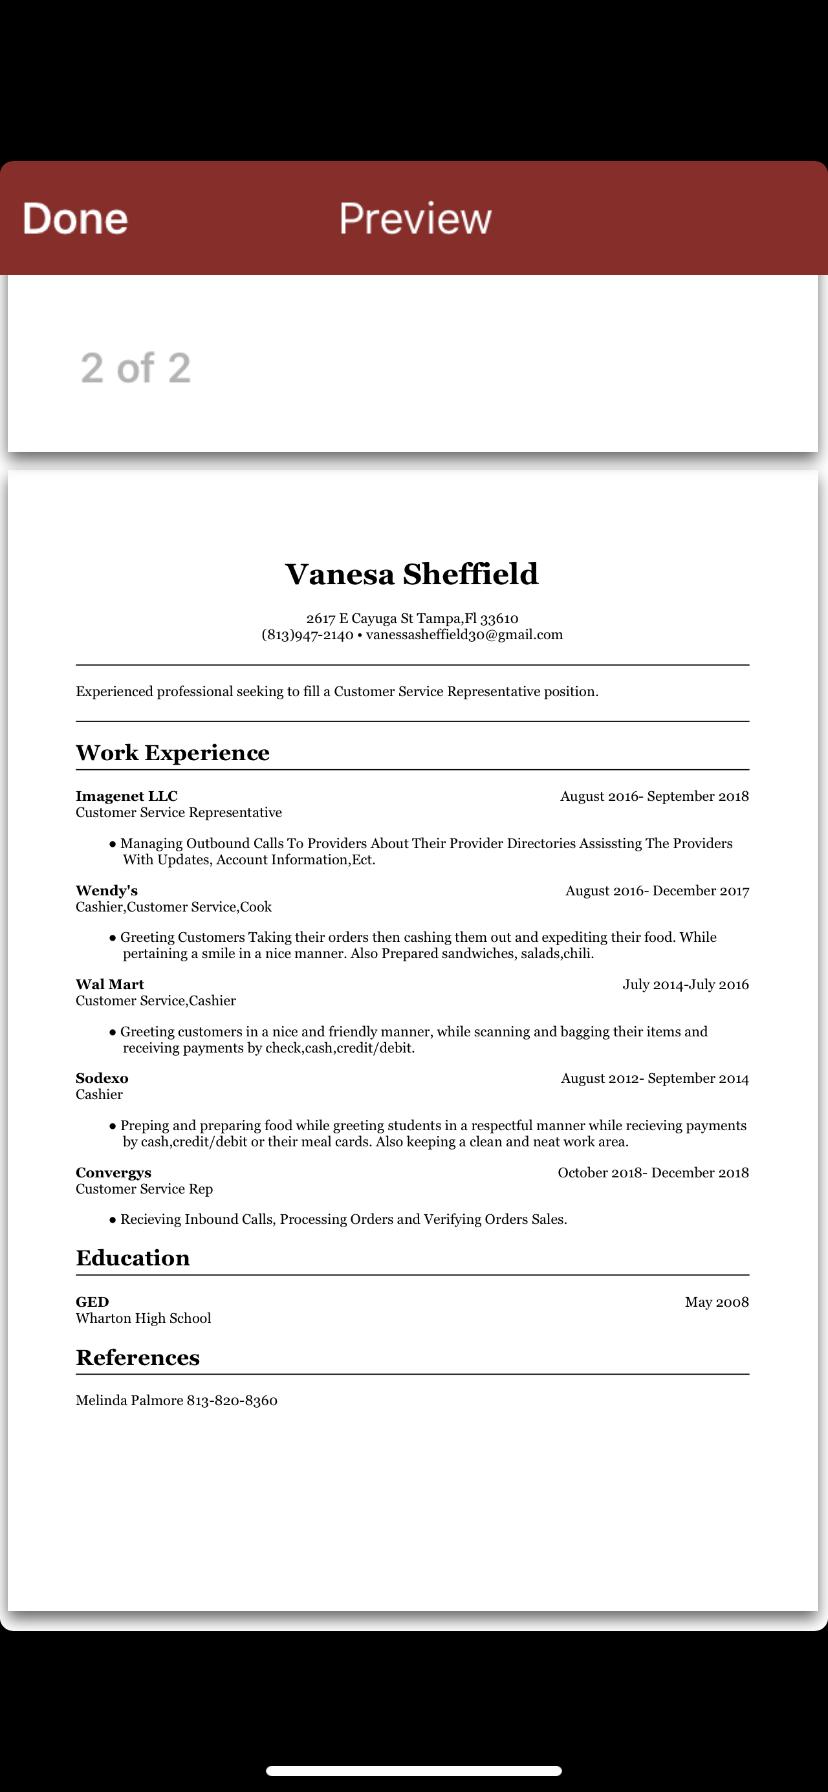 Done Preview
2 of 2
Vanesa Sheffield
2617 E Cayuga St Tampa,Fl 33610
(813)947-2140 • vanessasheffield30@gmail.com
Experienced professional seeking to fill a Customer Service Representative position.
Work Experience
Imagenet LLC August 2016- September 2018
Customer Service Representative
● Managing Outbound Calls To Providers About Their Provider Directories Assissting The Providers
With Updates, Account Information,Ect.
Wendy's August 2016- December 2017
Cashier,Customer Service,Cook
● Greeting Customers Taking their orders then cashing them out and expediting their food. While
pertaining a smile in a nice manner. Also Prepared sandwiches, salads,chili.
Wal Mart July 2014-July 2016
Customer Service,Cashier
● Greeting customers in a nice and friendly manner, while scanning and bagging their items and
receiving payments by check,cash,credit/debit.
Sodexo August 2012- September 2014
Cashier
● Preping and preparing food while greeting students in a respectful manner while recieving payments
by cash,credit/debit or their meal cards. Also keeping a clean and neat work area.
Convergys October 2018- December 2018
Customer Service Rep
● Recieving Inbound Calls, Processing Orders and Verifying Orders Sales.
Education
GED May 2008
Wharton High School
References
Melinda Palmore 813-820-8360